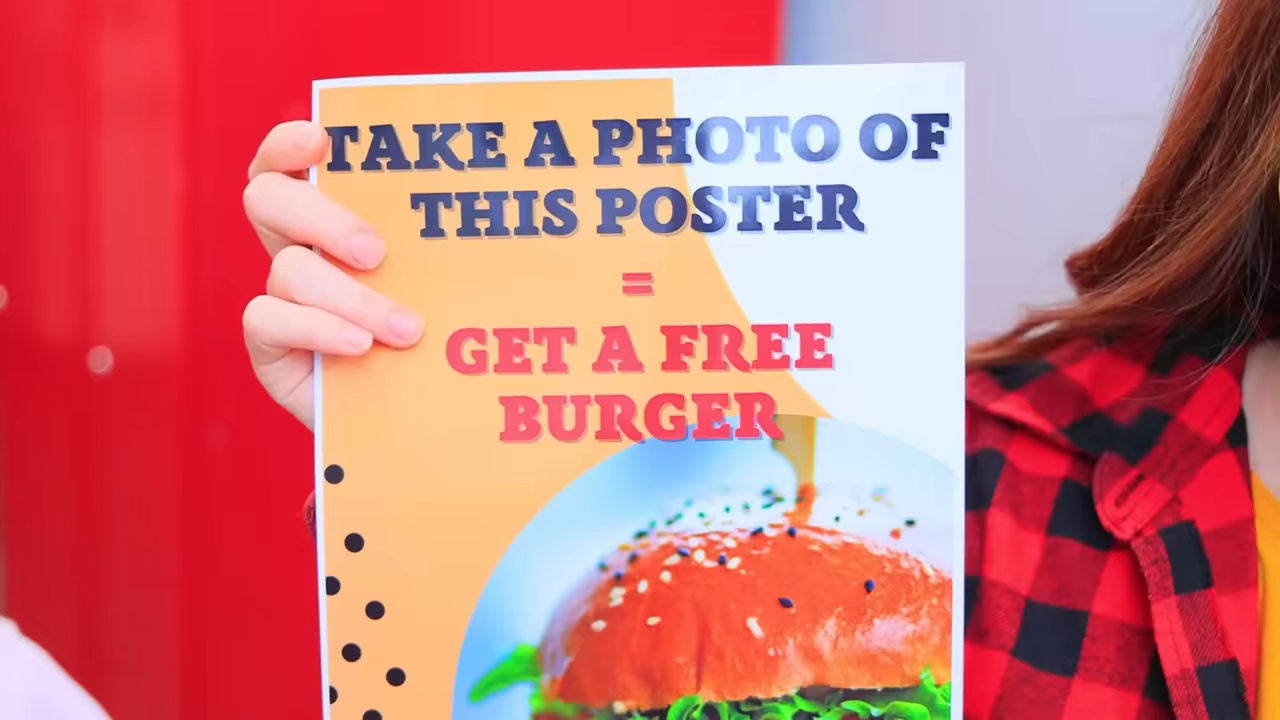 TAKE A PHOTO OF
THIS POSTER
=
GET A FREE
BURGER